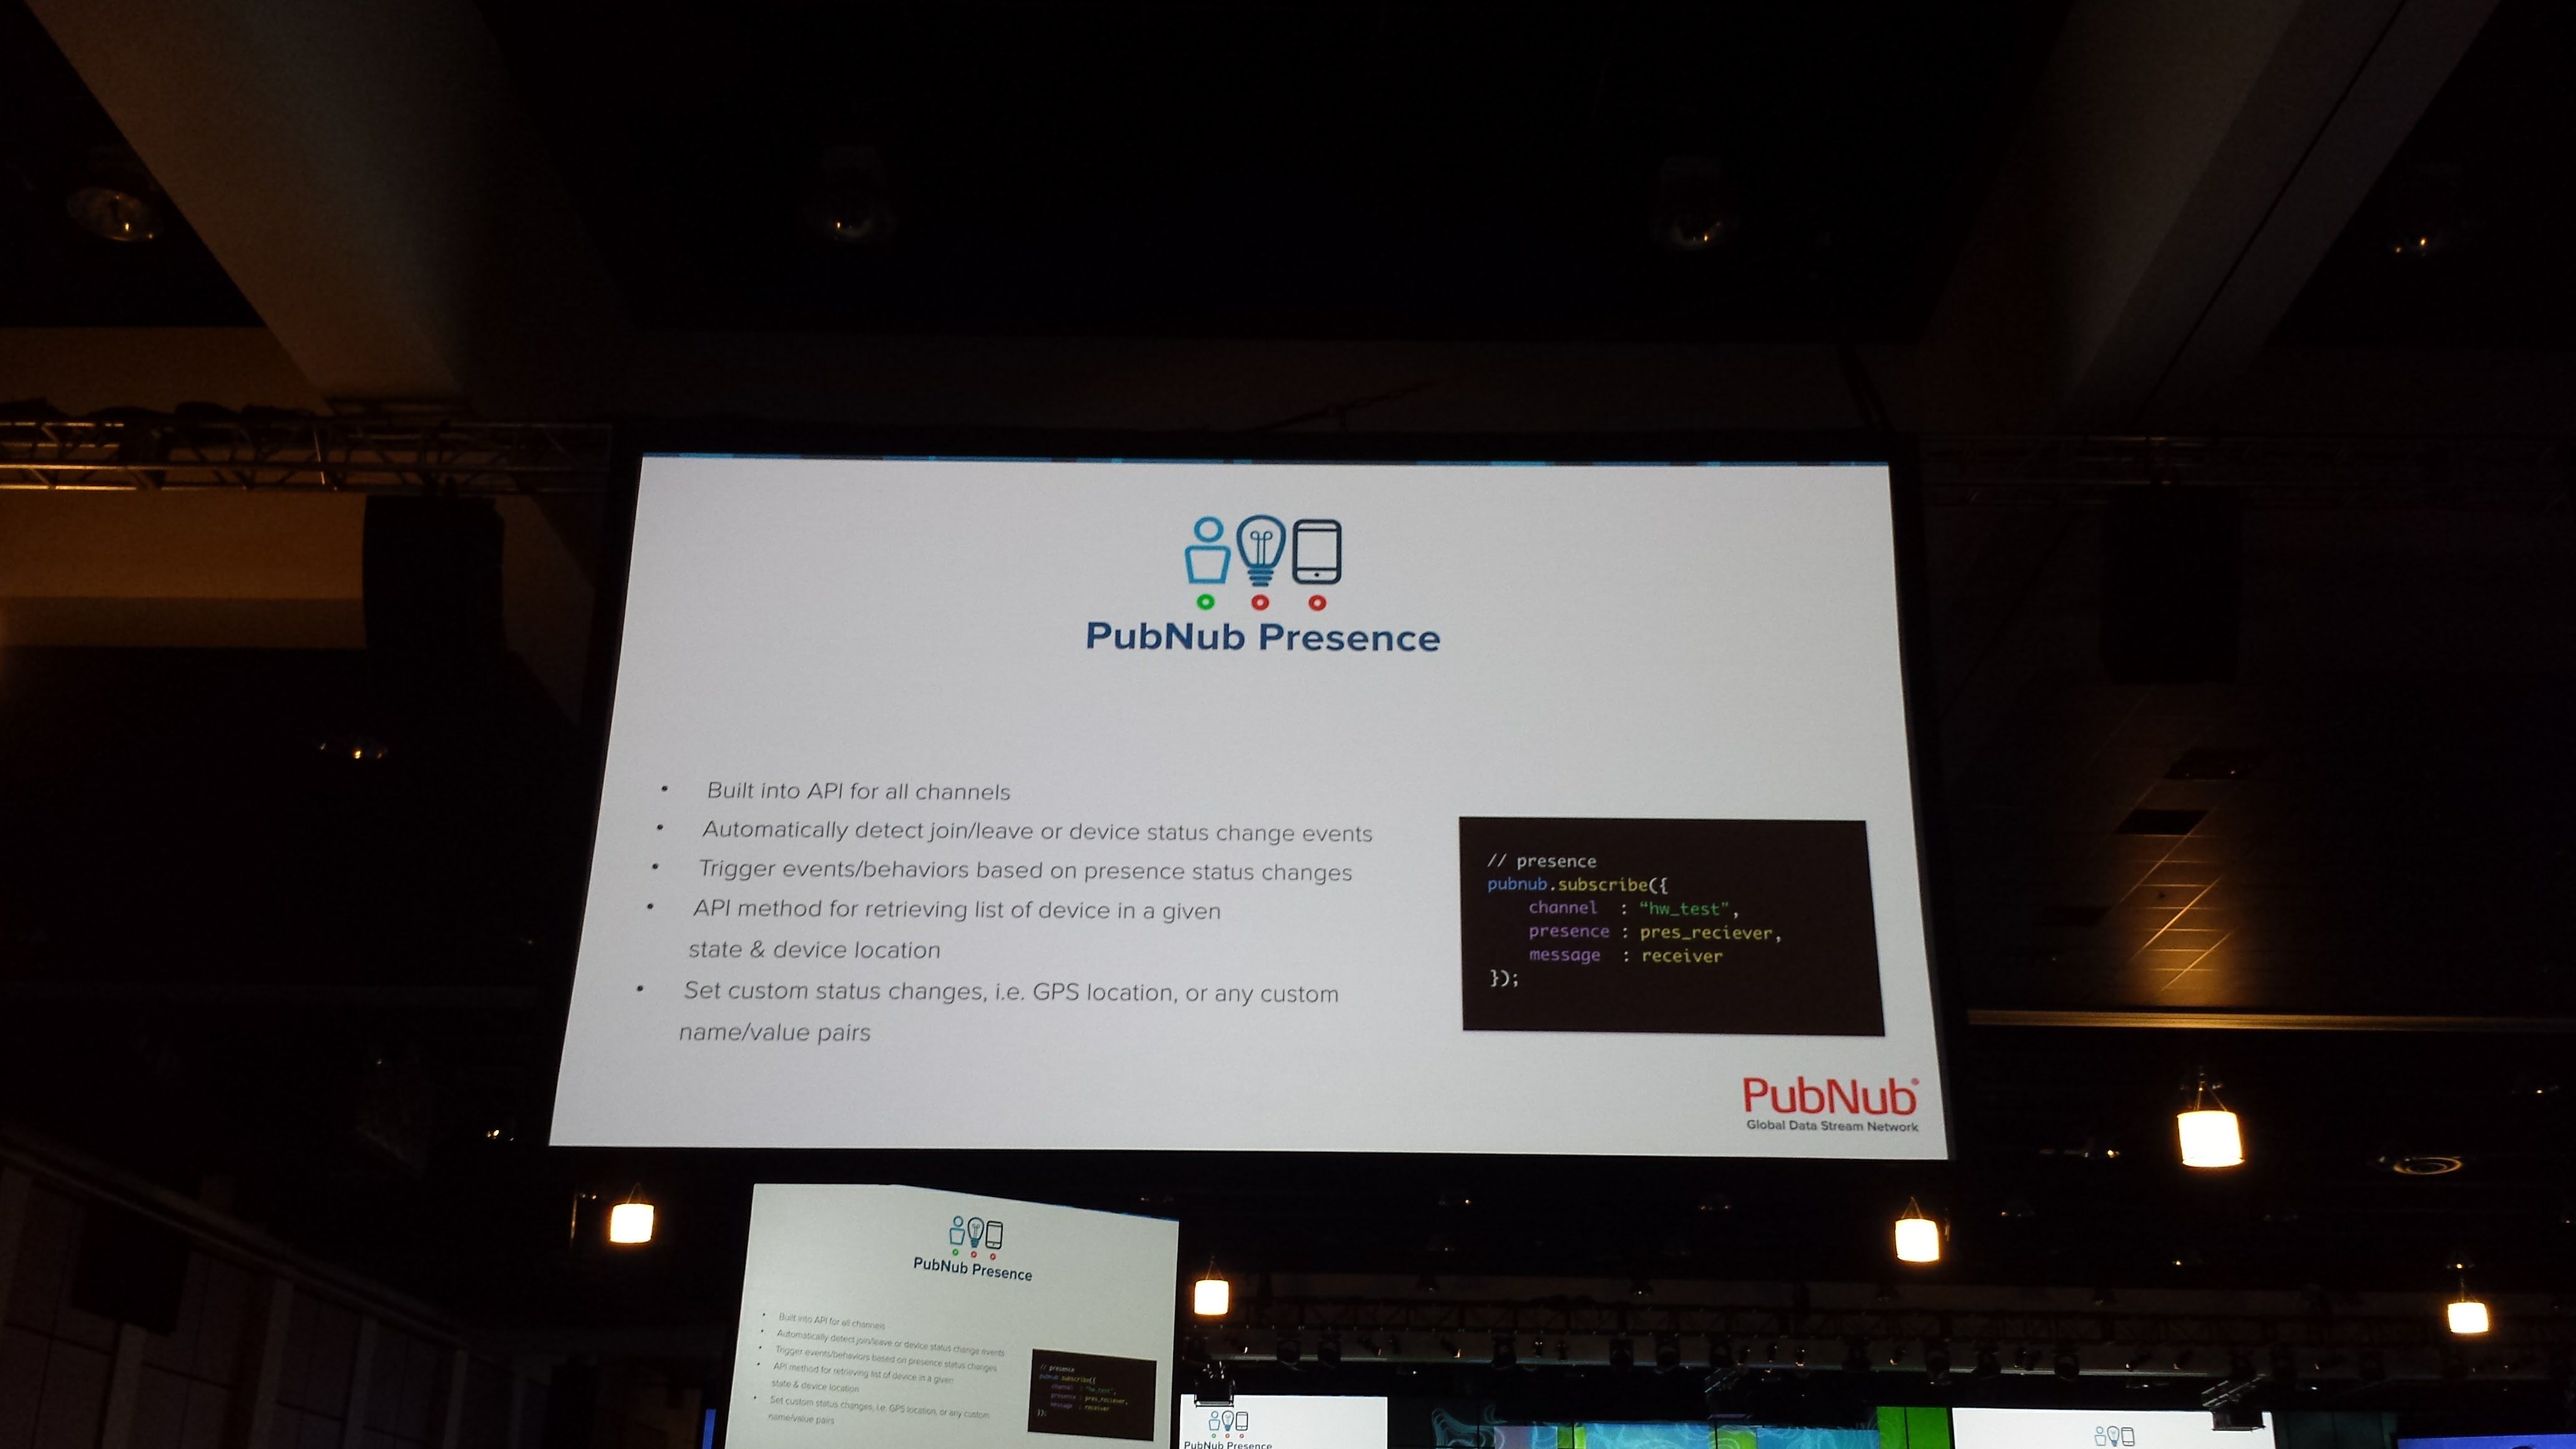 PubNub Presence
• Built into API for all channels
• Automatically detect join/leave or device status change events
• Trigger events/behaviors based on presence status changes
• API method for retrieving list of device in a given
state & device location
• Set custom status changes, i.e. GPS location, or any custom
name/value pairs
// presence
pubnub.subscribe({
channel : “hw_test”,
presence : pres_reciever,
message : receiver
});
PubNub®
Global Data Stream Network
PubNub Presence
• Built into API for all channels
• Automatically detect join/leave or device status change events
• Trigger events/behaviors based on presence status changes
• API method for retrieving list of device in a given
state & device location
• Set custom status changes, i.e. GPS location, or any custom
name/value pairs
// presence
pubnub.subscribe({
channel : “hw_test”,
presence : pres_reciever,
message : receiver
});
PubNub Presence